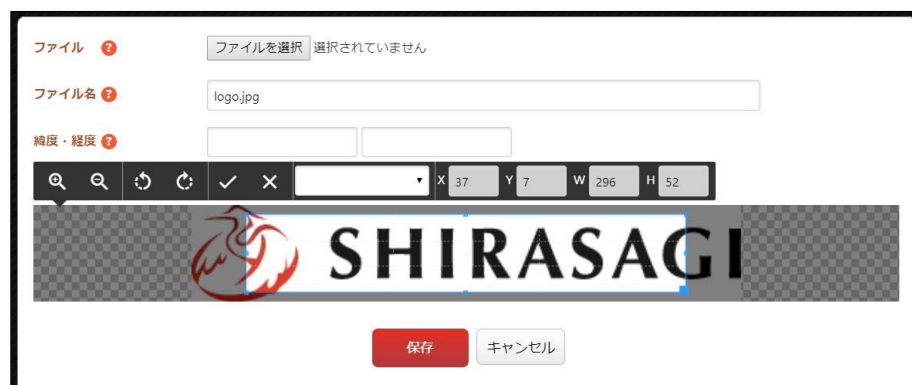 ファイル ? ファイルを選択 選択されていません
ファイル名 ? logo.jpg
緯度・経度 ?
X 37 Y 7 W 296 H 52
SHIRASAGI
保存 キャンセル